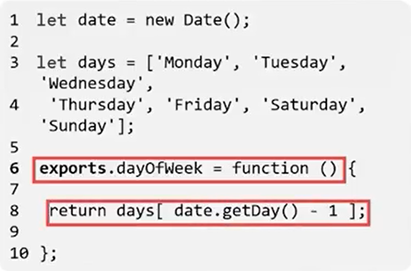 1 let date = new Date();
2
3 let days = ['Monday', 'Tuesday',
'Wednesday',
4 'Thursday', 'Friday', 'Saturday',
'Sunday'];
5
6 exports.dayOfWeek = function () {
7
8 return days[ date.getDay() - 1 ];
9
10 };